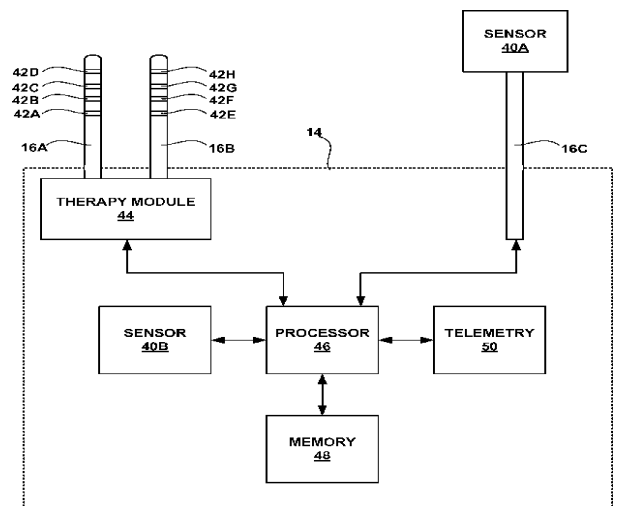 SENSOR
40A
42D
42C
42B
42A
42H
42G
42F
42E
16A
16B
14
16C
THERAPY MODULE
44
SENSOR
40B
PROCESSOR
46
TELEMETRY
50
MEMORY
48